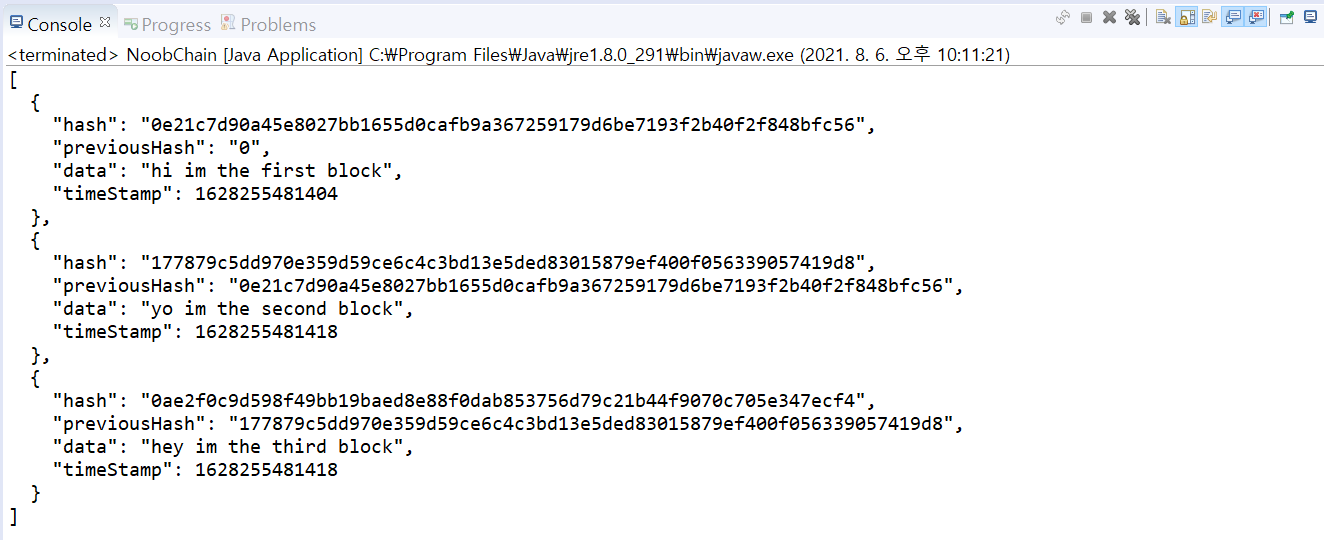 Console Progress Problems
<terminated> NoobChain [Java Application] C:₩Program Files₩Java₩jre1.8.0_291₩bin₩javaw.exe (2021. 8. 6. 오후 10:11:21)
[
  {
    "hash": "0e21c7d90a45e8027bb1655d0cafb9a367259179d6be7193f2b40f2f848bfc56",
    "previousHash": "0",
    "data": "hi im the first block",
    "timeStamp": 1628255481404
  },
  {
    "hash": "177879c5dd970e359d59ce6c4c3bd13e5ded83015879ef400f056339057419d8",
    "previousHash": "0e21c7d90a45e8027bb1655d0cafb9a367259179d6be7193f2b40f2f848bfc56",
    "data": "yo im the second block",
    "timeStamp": 1628255481418
  },
  {
    "hash": "0ae2f0c9d598f49bb19baed8e88f0dab853756d79c21b44f9070c705e347ecf4",
    "previousHash": "177879c5dd970e359d59ce6c4c3bd13e5ded83015879ef400f056339057419d8",
    "data": "hey im the third block",
    "timeStamp": 1628255481418
  }
]